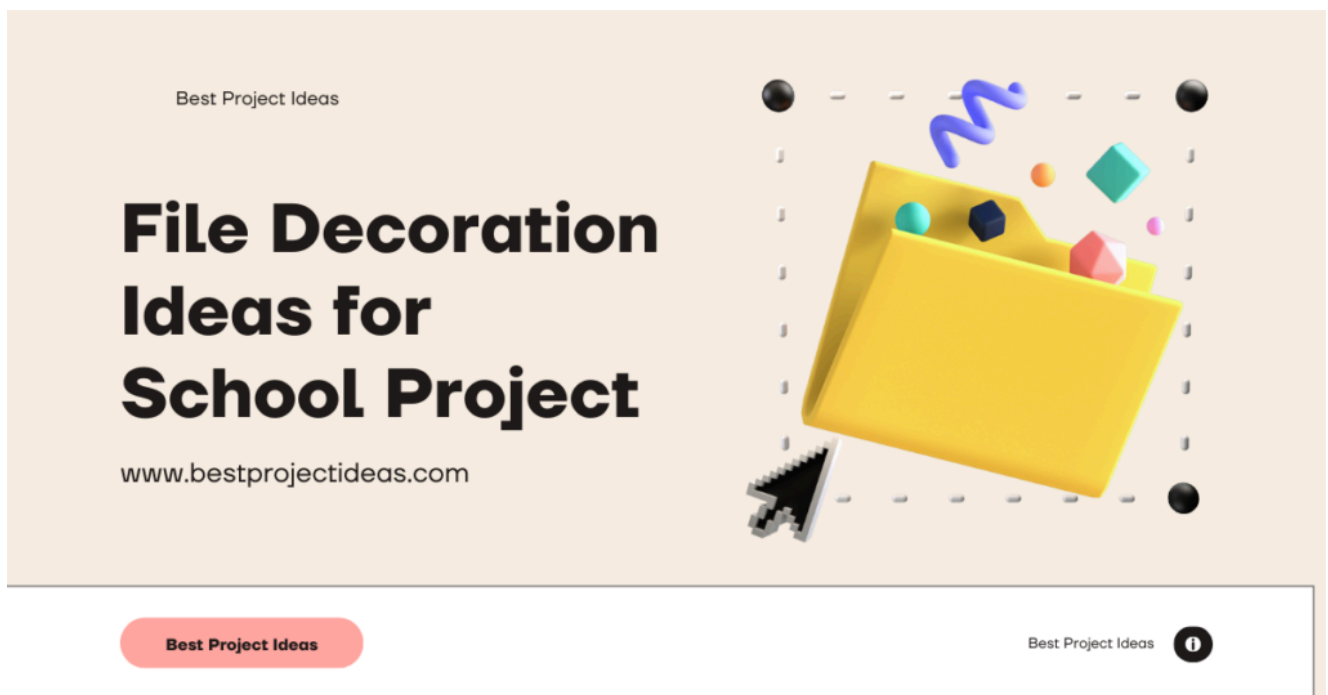 Best Project Ideas
File Decoration
Ideas for
School Project
www.bestprojectideas.com
Best Project Ideas
Best Project Ideas